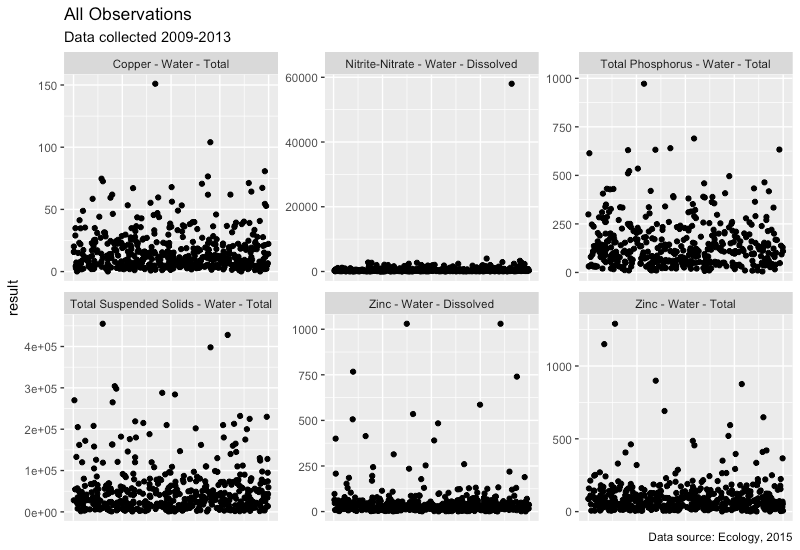 All Observations
Data collected 2009-2013
Copper - Water - Total
Nitrite-Nitrate - Water - Dissolved
Total Phosphorus - Water - Total
150
100
50
0
60000
40000
20000
0
1000
750
500
250
0
result
Total Suspended Solids - Water - Total
Zinc - Water - Dissolved
Zinc - Water - Total
4e+05
3e+05
2e+05
1e+05
0e+00
1000
750
500
250
0
1000
500
0
Data source: Ecology, 2015